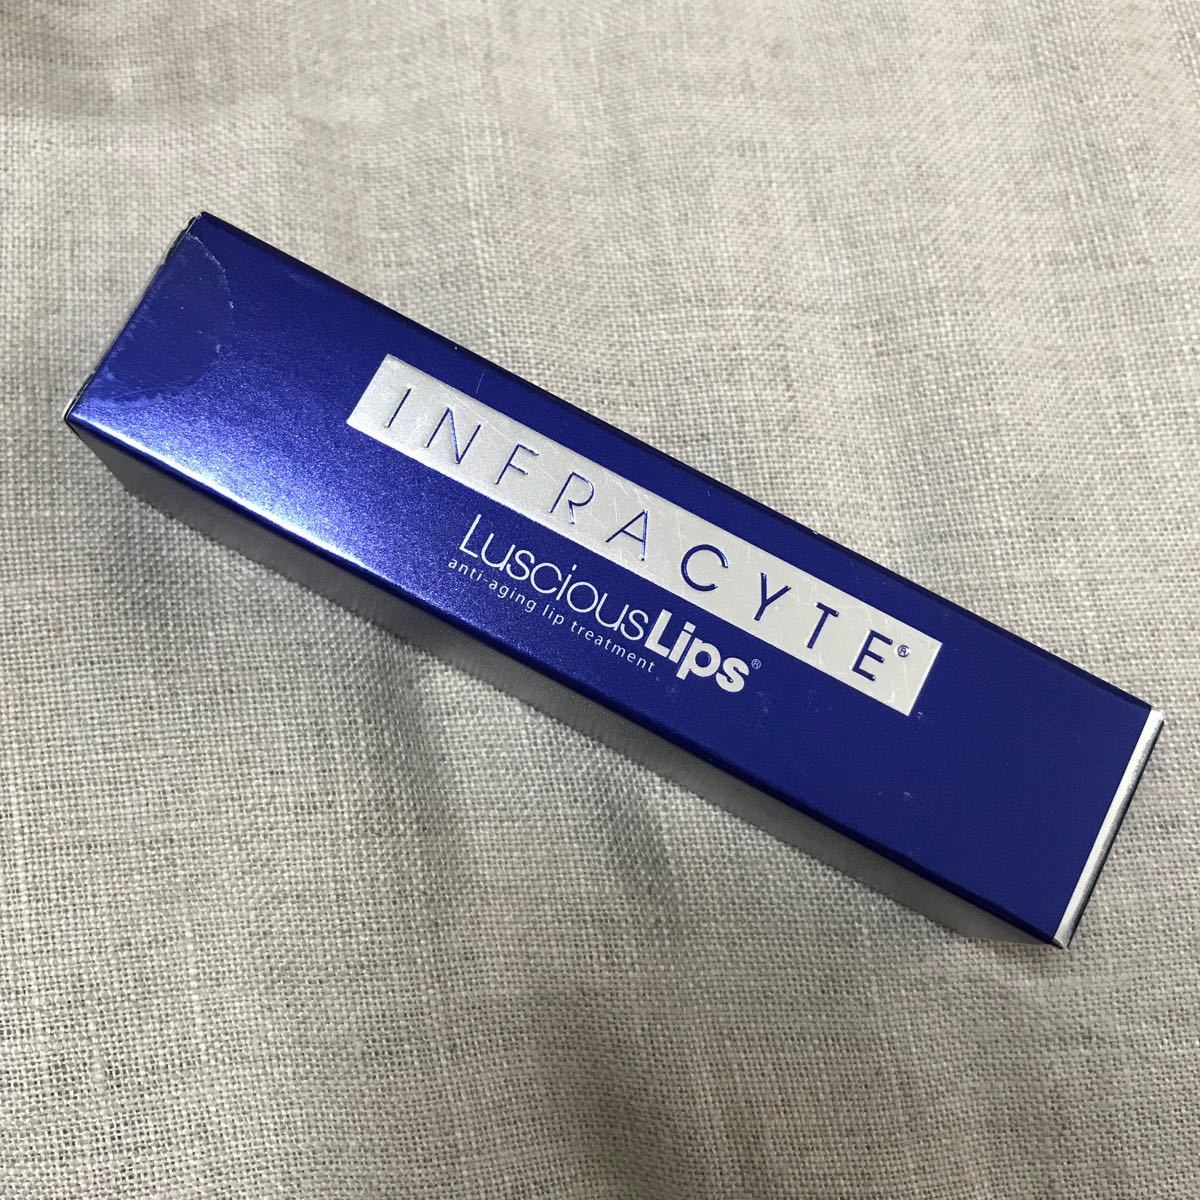 INFRACYTE®
LusciousLips®
anti-aging lip treatment